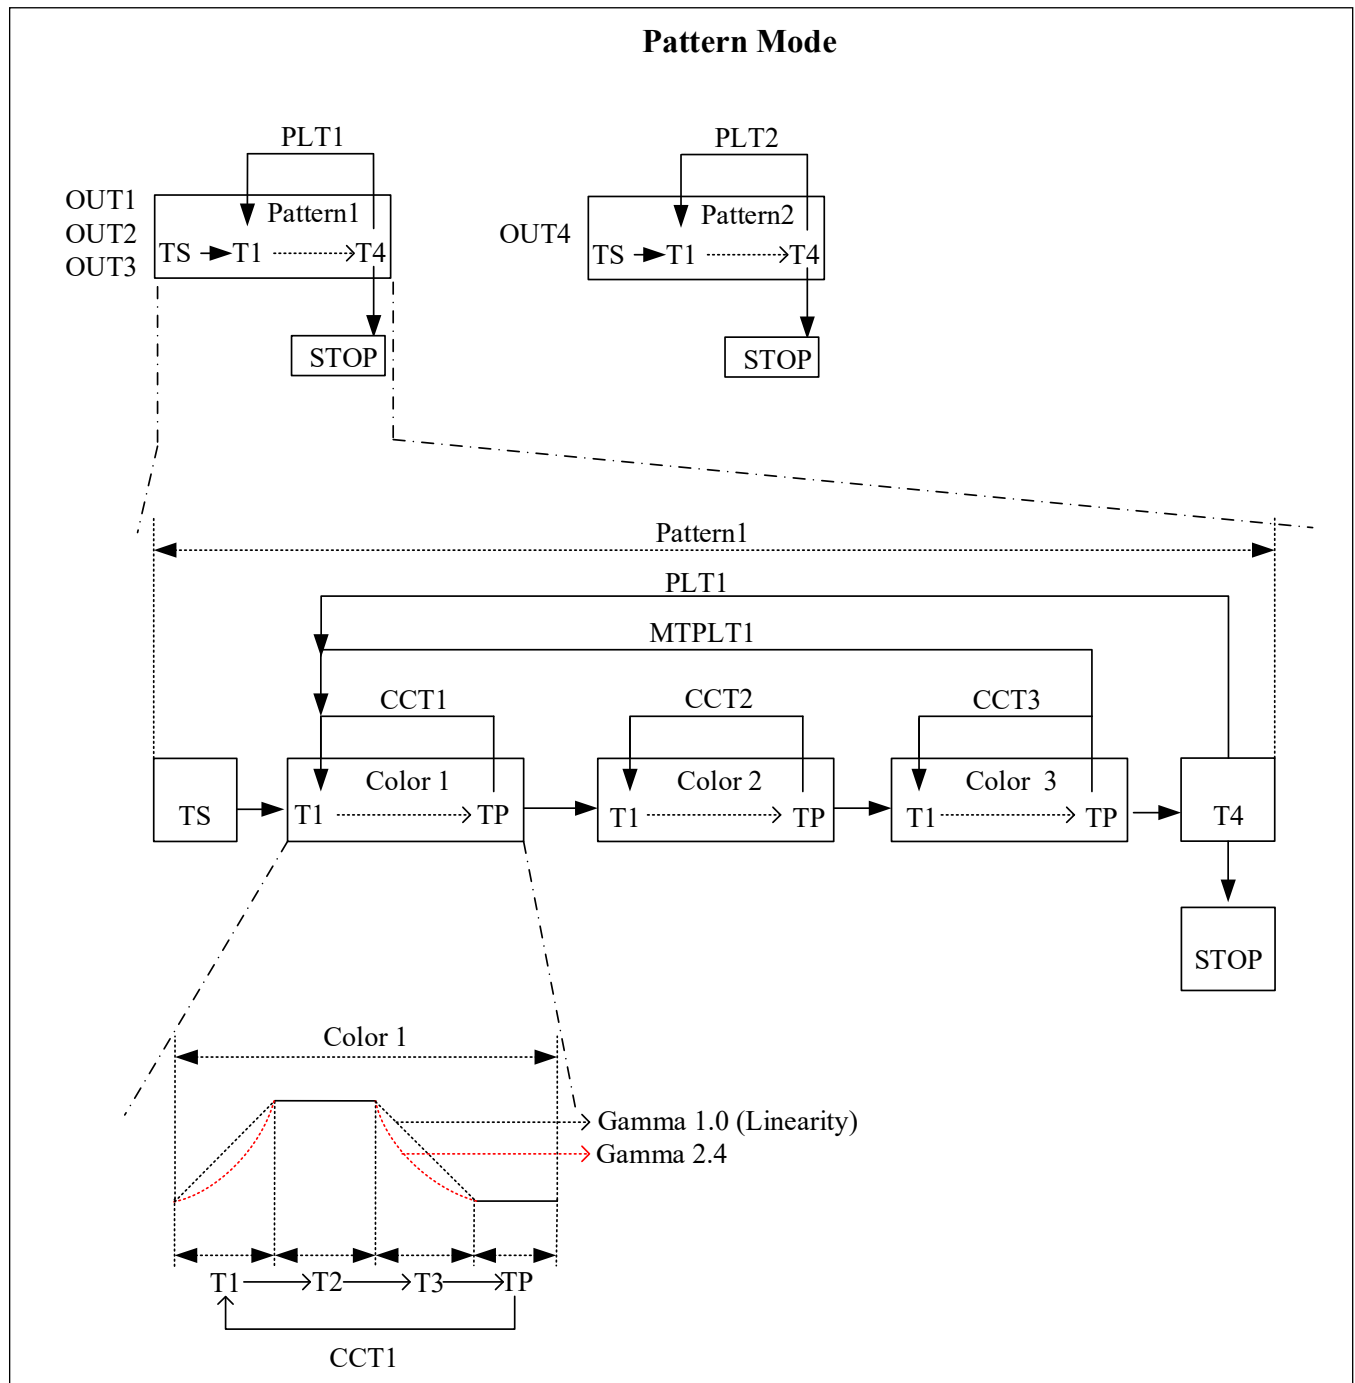 Pattern Mode
PLT1
PLT2
OUT1
OUT2
OUT3
Pattern1
TS T1 T4
STOP
OUT4
Pattern2
TS T1 T4
STOP
Pattern1
PLT1
MTPLT1
CCT1
CCT2
CCT3
TS
Color 1
T1 TP
Color 2
T1 TP
Color 3
T1 TP
T4
STOP
Color 1
Gamma 1.0 (Linearity)
Gamma 2.4
T1 T2 T3 TP
CCT1